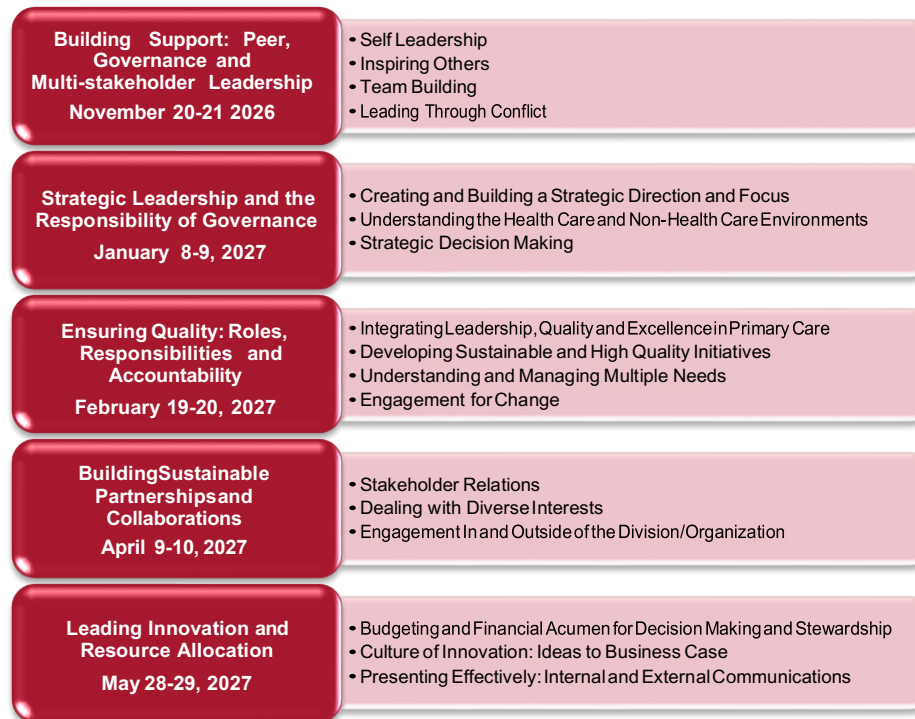 Building Support: Peer,
Governance and
Multi-stakeholder Leadership
November 20-21 2026
• Self Leadership
• Inspiring Others
• Team Building
• Leading Through Conflict
Strategic Leadership and the
Responsibility of Governance
January 8-9, 2027
• Creating and Building a Strategic Direction and Focus
• Understanding the Health Care and Non-Health Care Environments
• Strategic Decision Making
Ensuring Quality: Roles,
Responsibilities and
Accountability
February 19-20, 2027
• Integrating Leadership, Quality and Excellence in Primary Care
• Developing Sustainable and High Quality Initiatives
• Understanding and Managing Multiple Needs
• Engagement for Change
Building Sustainable
Partnerships and
Collaborations
April 9-10, 2027
• Stakeholder Relations
• Dealing with Diverse Interests
• Engagement In and Outside of the Division/Organization
Leading Innovation and
Resource Allocation
May 28-29, 2027
• Budgeting and Financial Acumen for Decision Making and Stewardship
• Culture of Innovation: Ideas to Business Case
• Presenting Effectively: Internal and External Communications